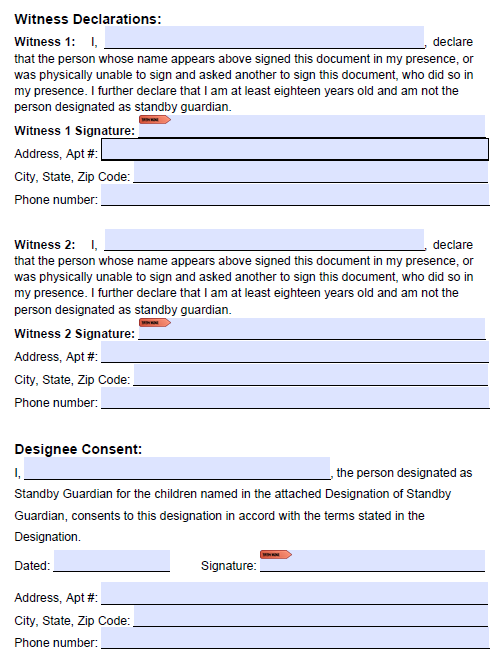 Witness Declarations:
Witness 1: I, , declare
that the person whose name appears above signed this document in my presence, or
was physically unable to sign and asked another to sign this document, who did so in
my presence. I further declare that I am at least eighteen years old and am not the
person designated as standby guardian.
Witness 1 Signature:
Address, Apt #:
City, State, Zip Code:
Phone number:
Witness 2: I, , declare
that the person whose name appears above signed this document in my presence, or
was physically unable to sign and asked another to sign this document, who did so in
my presence. I further declare that I am at least eighteen years old and am not the
person designated as standby guardian.
Witness 2 Signature:
Address, Apt #:
City, State, Zip Code:
Phone number:
Designee Consent:
I, , the person designated as
Standby Guardian for the children named in the attached Designation of Standby
Guardian, consents to this designation in accord with the terms stated in the
Designation.
Dated: Signature:
Address, Apt #:
City, State, Zip Code:
Phone number: